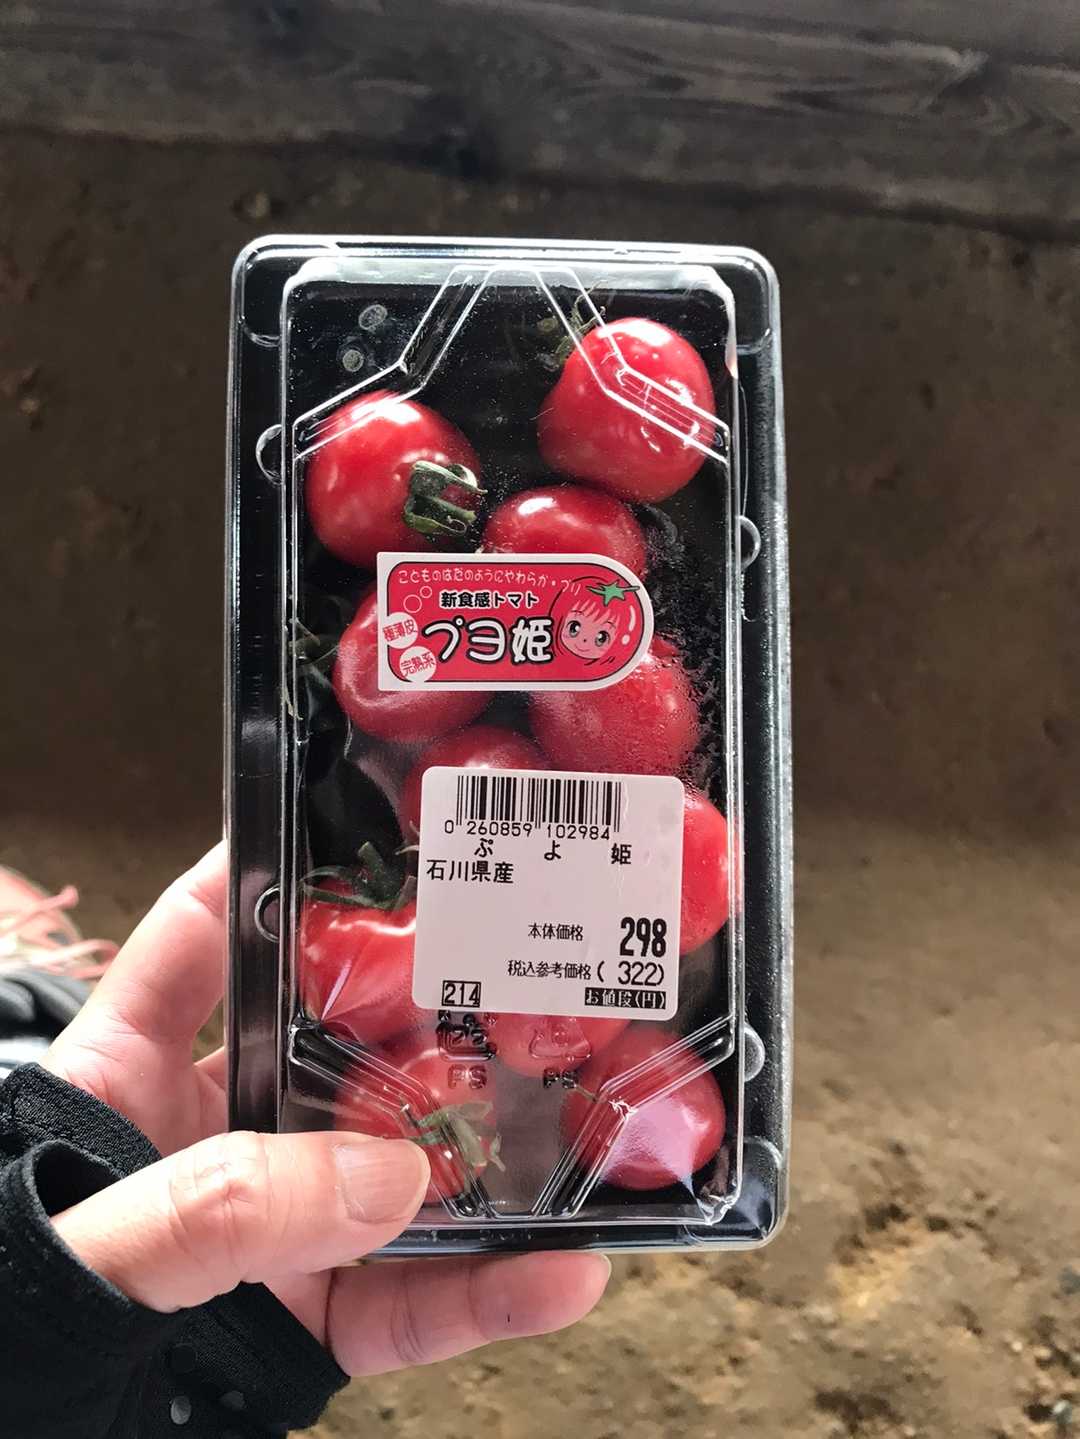 こどものはだのようにやわらか・プリ
新食感トマト
極薄皮
プヨ姫
完熟系
0 260859 102984
ぷ よ 姫
石川県産
本体価格 298
税込参考価格( 322)
214 お値段(円)
PS PS